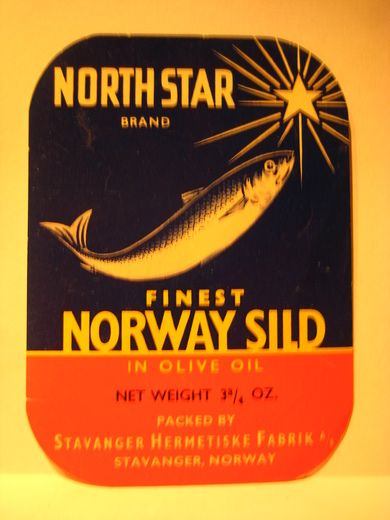 NORTH STAR
BRAND
FINEST
NORWAY SILD
IN OLIVE OIL
NET WEIGHT 3¾ OZ.
PACKED BY
STAVANGER HERMETISKE FABRIK A/S
STAVANGER, NORWAY